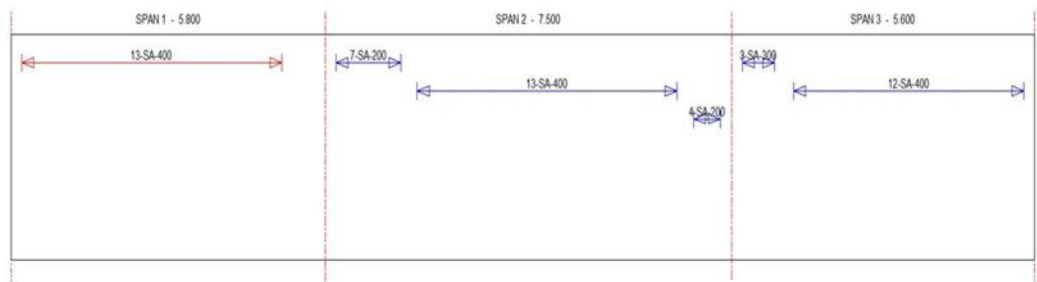 SPAN 1 - 5.800 SPAN 2 - 7.500 SPAN 3 - 5.600
13-SA-400 7-SA-200 3-SA-300
13-SA-400 12-SA-400
4-SA-200